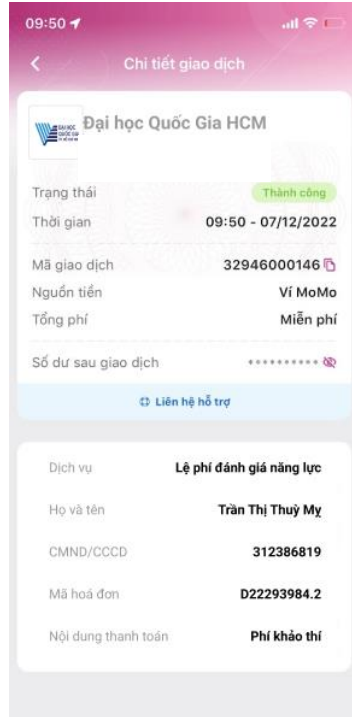 09:50
Chi tiết giao dịch
Đại học Quốc Gia HCM
Trạng thái Thành công
Thời gian 09:50 - 07/12/2022
Mã giao dịch 32946000146
Nguồn tiền Ví MoMo
Tổng phí Miễn phí
Số dư sau giao dịch **********
Liên hệ hỗ trợ
Dịch vụ Lệ phí đánh giá năng lực
Họ và tên Trần Thị Thuỳ Mỵ
CMND/CCCD 312386819
Mã hoá đơn D22293984.2
Nội dung thanh toán Phí khảo thí